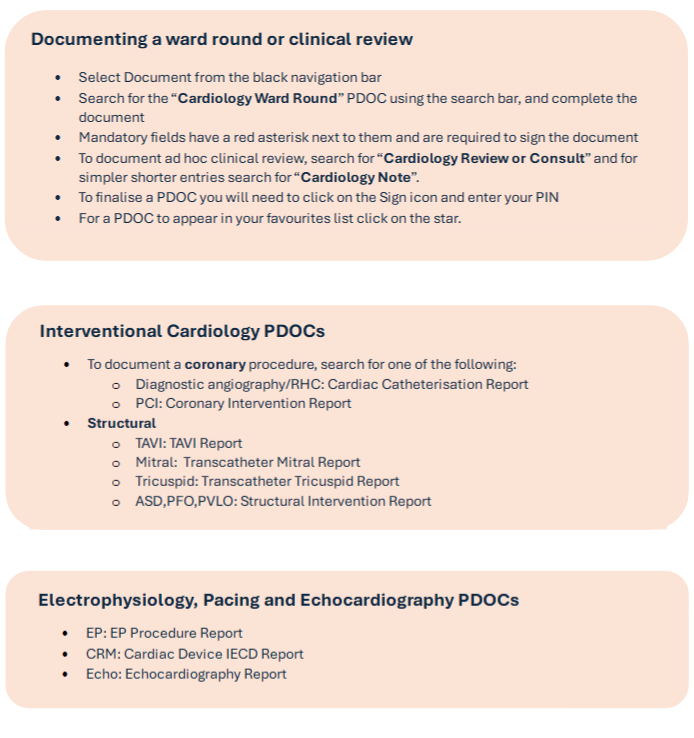 Documenting a ward round or clinical review
• Select Document from the black navigation bar
• Search for the “Cardiology Ward Round” PDOC using the search bar, and complete the
document
• Mandatory fields have a red asterisk next to them and are required to sign the document
• To document ad hoc clinical review, search for “Cardiology Review or Consult” and for
simpler shorter entries search for “Cardiology Note”.
• To finalise a PDOC you will need to click on the Sign icon and enter your PIN
• For a PDOC to appear in your favourites list click on the star.
Interventional Cardiology PDOCs
• To document a coronary procedure, search for one of the following:
o Diagnostic angiography/RHC: Cardiac Catheterisation Report
o PCI: Coronary Intervention Report
• Structural
o TAVI: TAVI Report
o Mitral: Transcatheter Mitral Report
o Tricuspid: Transcatheter Tricuspid Report
o ASD,PFO,PVLO: Structural Intervention Report
Electrophysiology, Pacing and Echocardiography PDOCs
• EP: EP Procedure Report
• CRM: Cardiac Device IECD Report
• Echo: Echocardiography Report